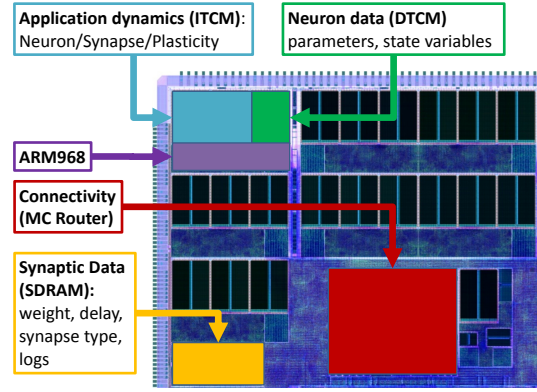 Application dynamics (ITCM):
Neuron/Synapse/Plasticity
Neuron data (DTCM)
parameters, state variables
ARM968
Connectivity
(MC Router)
Synaptic Data
(SDRAM):
weight, delay,
synapse type,
logs